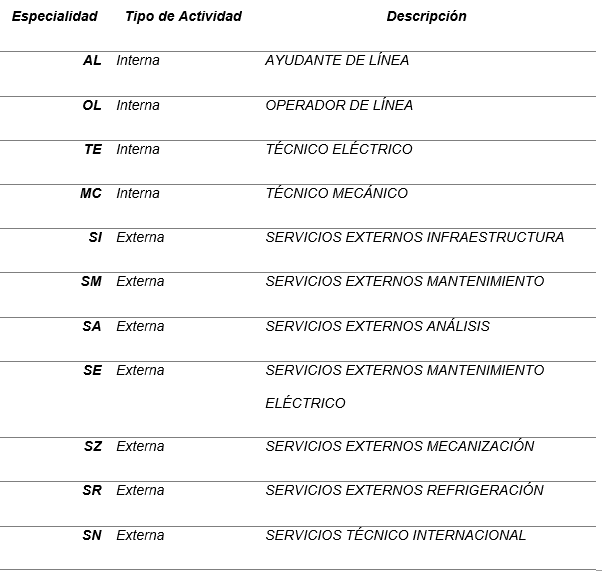 Especialidad Tipo de Actividad Descripción
AL Interna AYUDANTE DE LÍNEA
OL Interna OPERADOR DE LÍNEA
TE Interna TÉCNICO ELÉCTRICO
MC Interna TÉCNICO MECÁNICO
SI Externa SERVICIOS EXTERNOS INFRAESTRUCTURA
SM Externa SERVICIOS EXTERNOS MANTENIMIENTO
SA Externa SERVICIOS EXTERNOS ANÁLISIS
SE Externa SERVICIOS EXTERNOS MANTENIMIENTO
ELÉCTRICO
SZ Externa SERVICIOS EXTERNOS MECANIZACIÓN
SR Externa SERVICIOS EXTERNOS REFRIGERACIÓN
SN Externa SERVICIOS TÉCNICO INTERNACIONAL